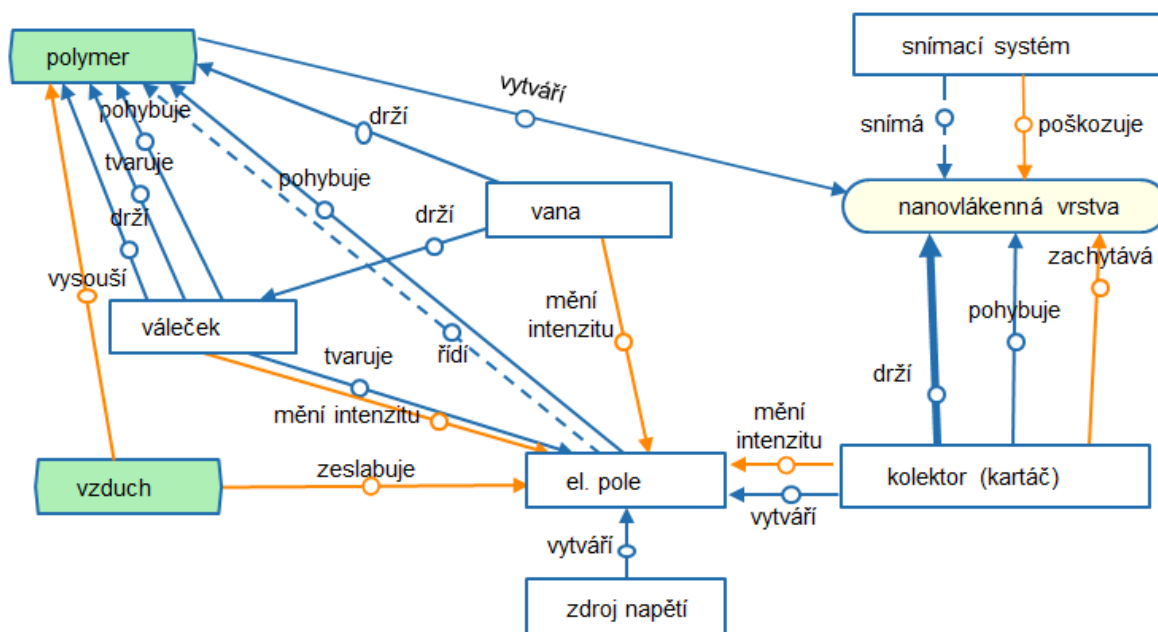 polymer
snímací systém
vytváří
pohybuje
drží
snímá
poškozuje
tvaruje
pohybuje
vana
nanovlákenná vrstva
drží
drží
zachytává
vysouší
mění
intenzitu
pohybuje
váleček
tvaruje
řídí
drží
mění intenzitu
mění
intenzitu
vzduch
zeslabuje
el. pole
kolektor (kartáč)
vytváří
vytváří
zdroj napětí